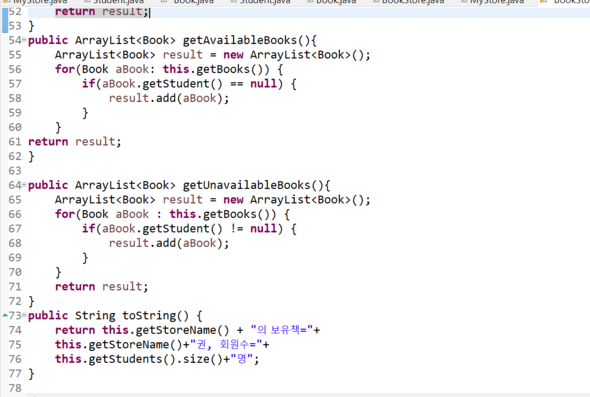 MyStore.java Student.java Book.java Student.java Book.java BookStore.java MyStore.java Book.java
52 return result;
53 }
54 public ArrayList<Book> getAvailableBooks(){
55 ArrayList<Book> result = new ArrayList<Book>();
56 for(Book aBook: this.getBooks()) {
57 if(aBook.getStudent() == null) {
58 result.add(aBook);
59 }
60 }
61 return result;
62 }
63
64 public ArrayList<Book> getUnavailableBooks(){
65 ArrayList<Book> result = new ArrayList<Book>();
66 for(Book aBook : this.getBooks()) {
67 if(aBook.getStudent() != null) {
68 result.add(aBook);
69 }
70 }
71 return result;
72 }
73 public String toString() {
74 return this.getStoreName() + "의 보유책="+
75 this.getStoreName()+"권, 회원수="+
76 this.getStudents().size()+"명";
77 }
78